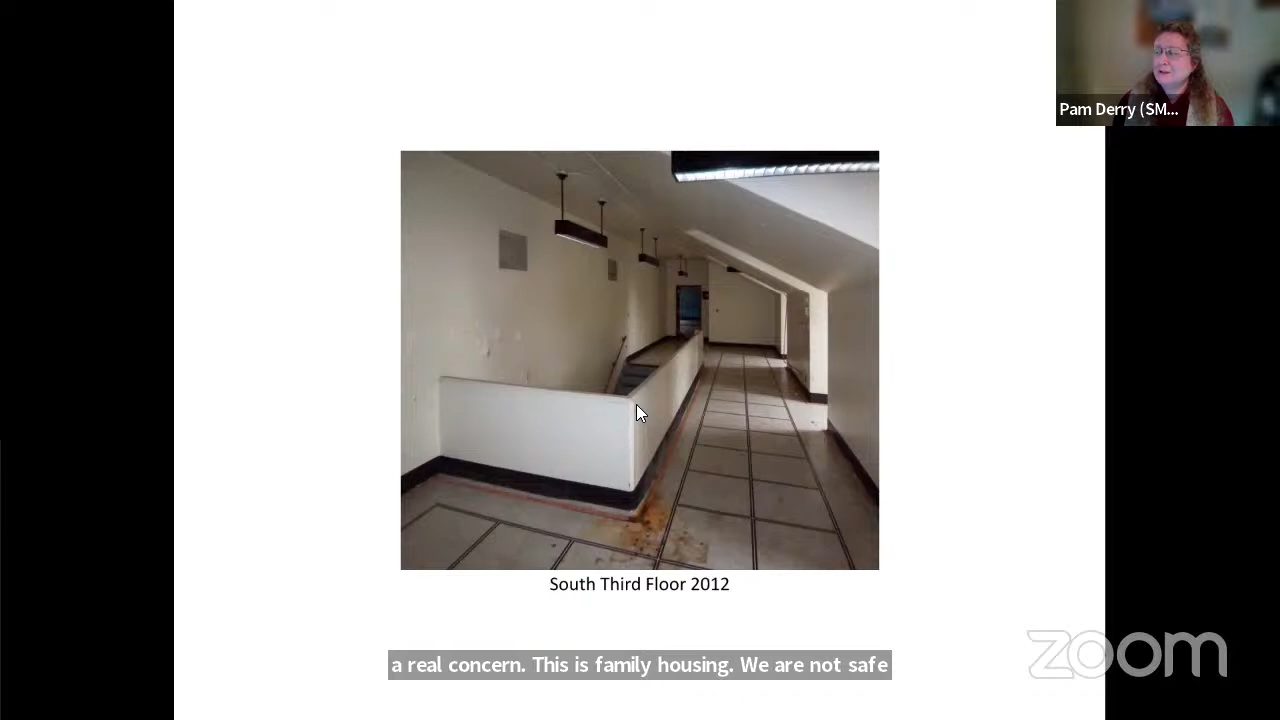 Pam Derry (SM...
South Third Floor 2012
a real concern. This is family housing. We are not safe
zoom